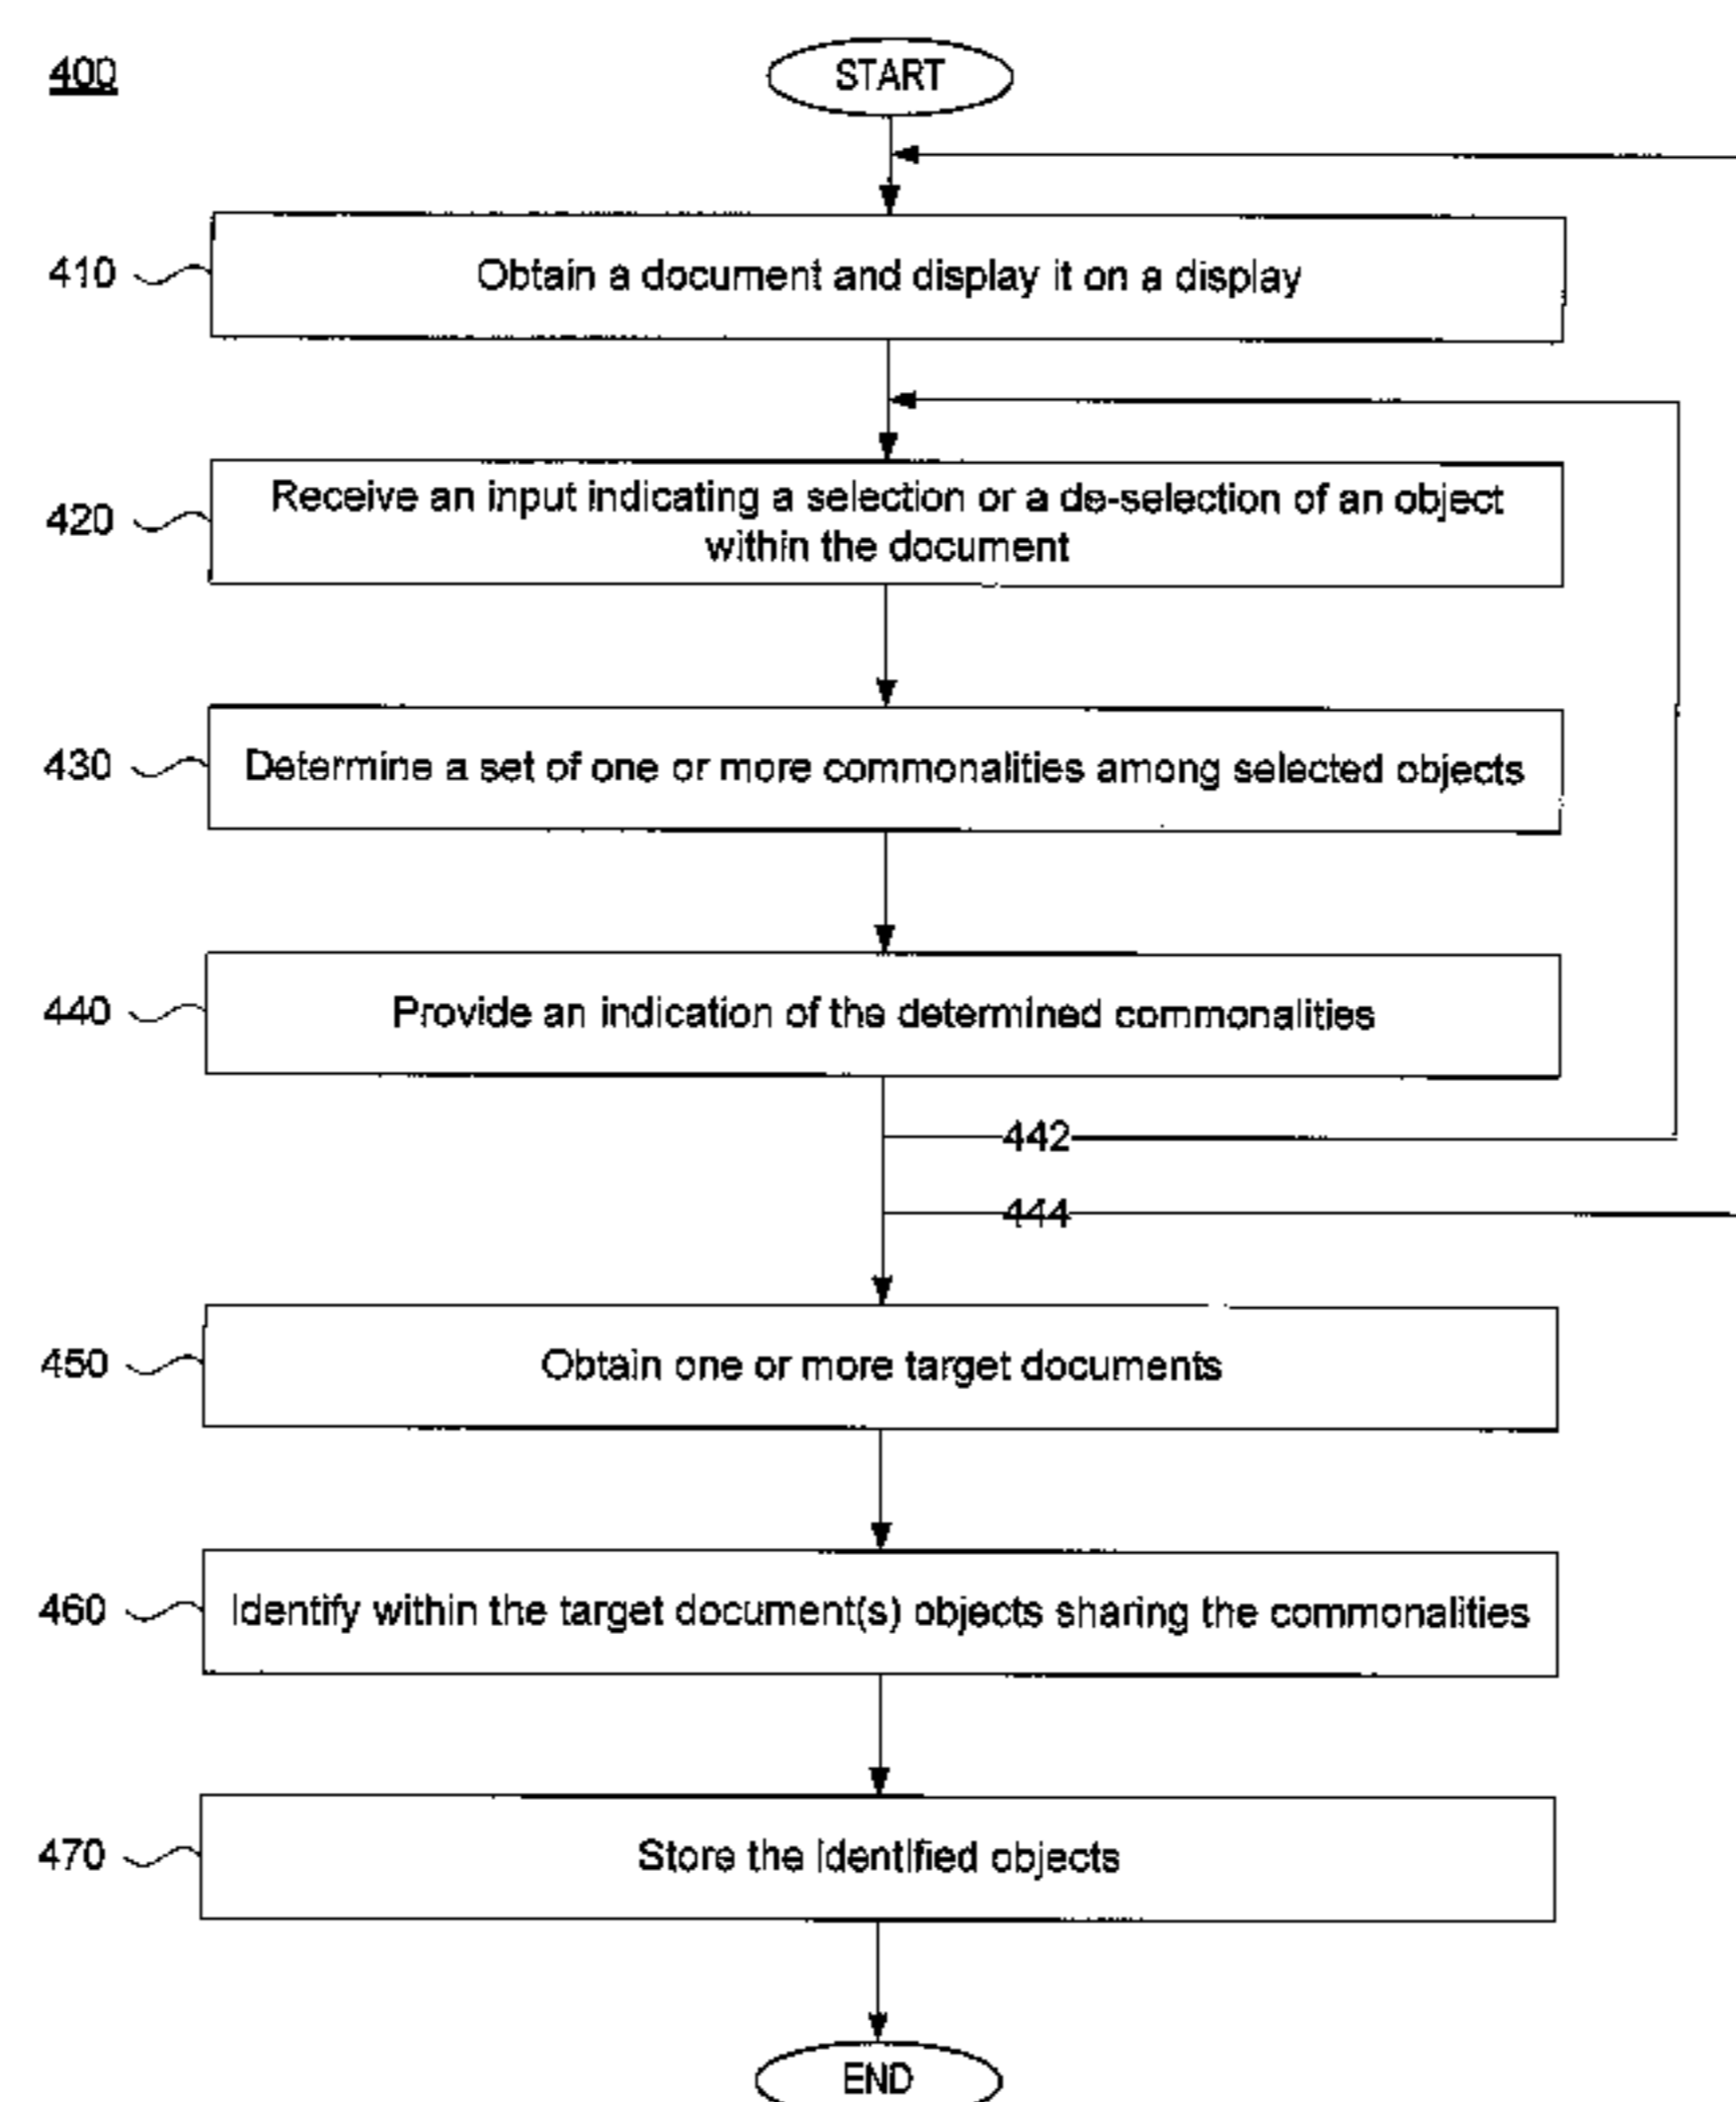 400
START
410
Obtain a document and display it on a display
420
Receive an input indicating a selection or a de-selection of an object
within the document
430
Determine a set of one or more commonalities among selected objects
440
Provide an indication of the determined commonalities
442
444
450
Obtain one or more target documents
460
Identify within the target document(s) objects sharing the commonalities
470
Store the identified objects
END